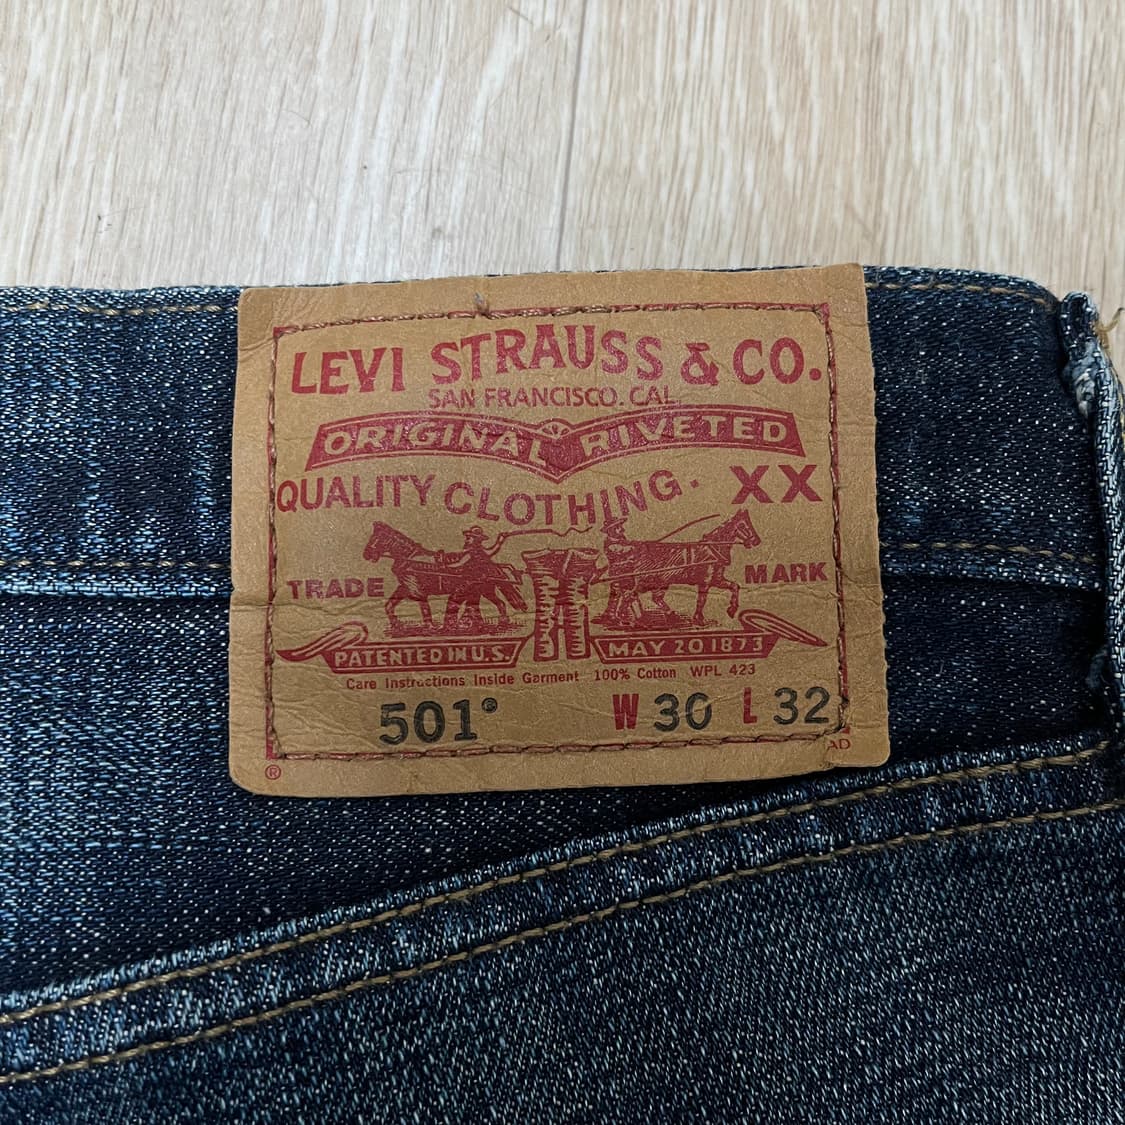 LEVI STRAUSS & CO.
SAN FRANCISCO. CAL.
ORIGINAL RIVETED
QUALITY CLOTHING. XX
TRADE MARK
PATENTED IN U.S. MAY 20 1873
Care Instructions Inside Garment 100% Cotton WPL 423
501® W 30 L 32
AD
®